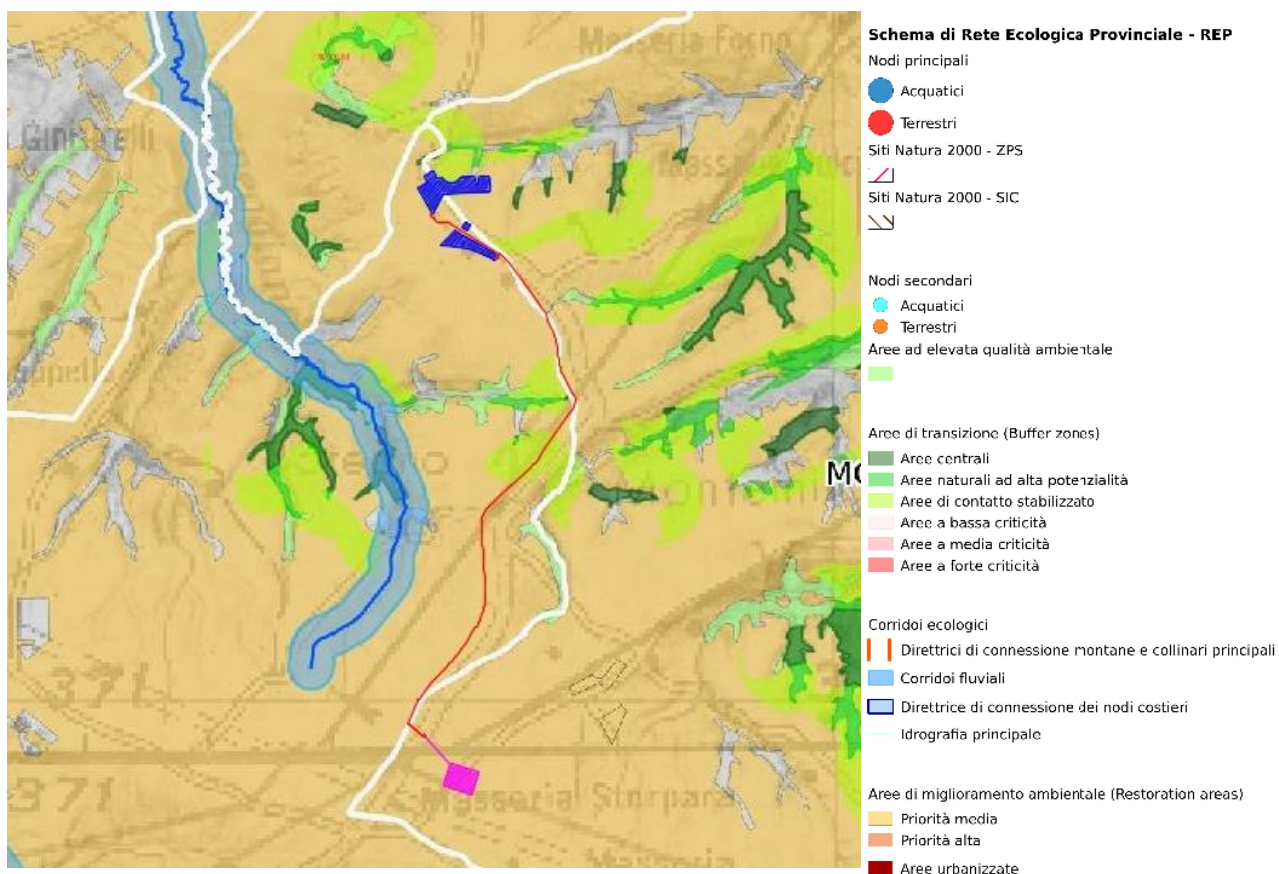 Masseria Forno
Ginistrelli
MO
371
371
Masseria Storpara
Masseria
Schema di Rete Ecologica Provinciale - REP
Nodi principali
Acquatici
Terrestri
Siti Natura 2000 - ZPS
Siti Natura 2000 - SIC
Nodi secondari
Acquatici
Terrestri
Aree ad elevata qualità ambientale
Aree di transizione (Buffer zones)
Aree centrali
Aree naturali ad alta potenzialità
Aree di contatto stabilizzato
Aree a bassa criticità
Aree a media criticità
Aree a forte criticità
Corridoi ecologici
Direttrici di connessione montane e collinari principali
Corridoi fluviali
Direttrice di connessione dei nodi costieri
Idrografia principale
Aree di miglioramento ambientale (Restoration areas)
Priorità media
Priorità alta
Aree urbanizzate